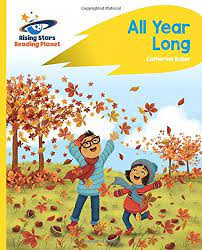 Rising Stars
Reading Planet
All Year
Long
Catherine Baker